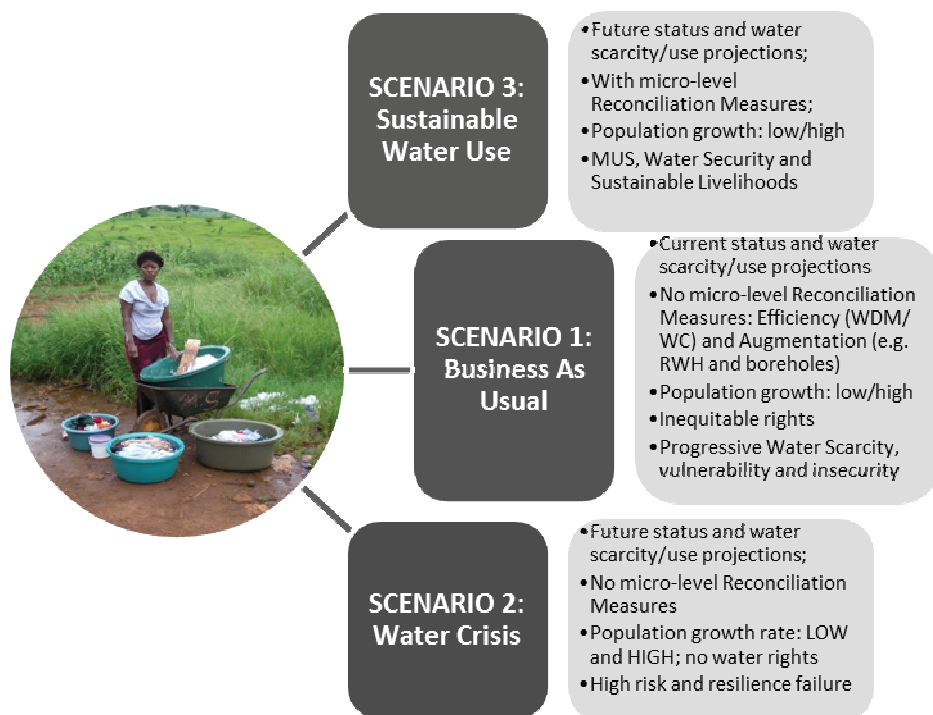 SCENARIO 3:
Sustainable
Water Use
•Future status and water
scarcity/use projections;
•With micro-level
Reconciliation Measures;
•Population growth: low/high
•MUS, Water Security and
Sustainable Livelihoods
SCENARIO 1:
Business As
Usual
•Current status and water
scarcity/use projections
•No micro-level Reconciliation
Measures: Efficiency (WDM/
WC) and Augmentation (e.g.
RWH and boreholes)
•Population growth: low/high
•Inequitable rights
•Progressive Water Scarcity,
vulnerability and insecurity
SCENARIO 2:
Water Crisis
•Future status and water
scarcity/use projections;
•No micro-level Reconciliation
Measures
•Population growth rate: LOW
and HIGH; no water rights
•High risk and resilience failure